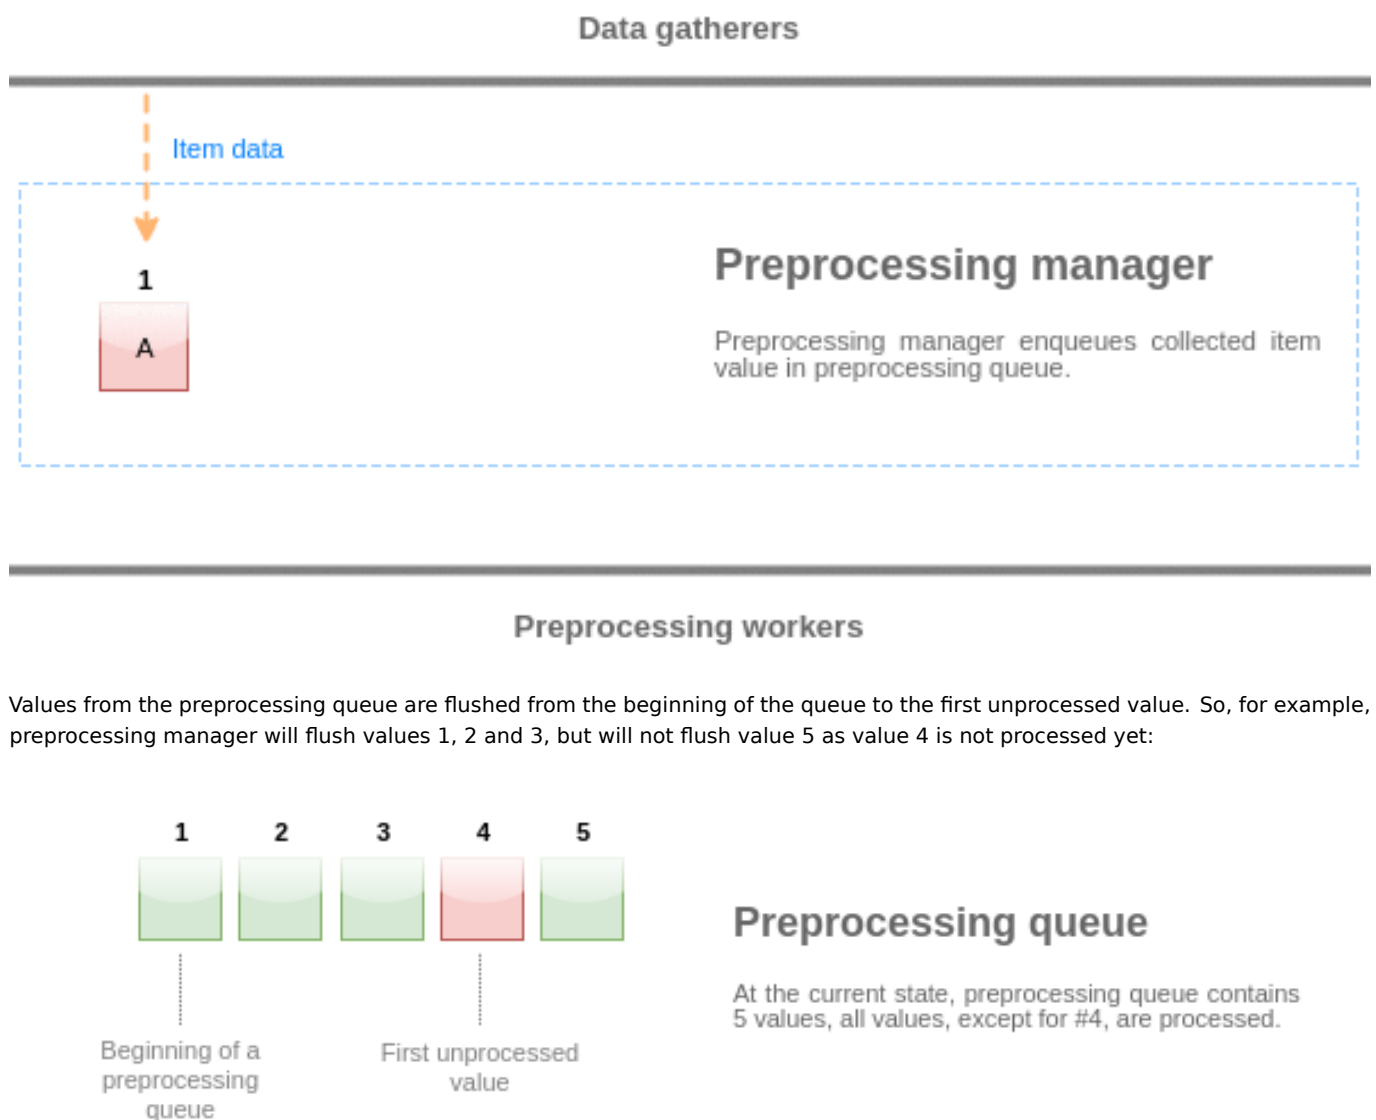 Data gatherers
Item data
1
A
Preprocessing manager
Preprocessing manager enqueues collected item
value in preprocessing queue.
Preprocessing workers
Values from the preprocessing queue are flushed from the beginning of the queue to the first unprocessed value. So, for example,
preprocessing manager will flush values 1, 2 and 3, but will not flush value 5 as value 4 is not processed yet:
1 2 3 4 5
Preprocessing queue
At the current state, preprocessing queue contains
5 values, all values, except for #4, are processed.
Beginning of a
preprocessing
queue
First unprocessed
value